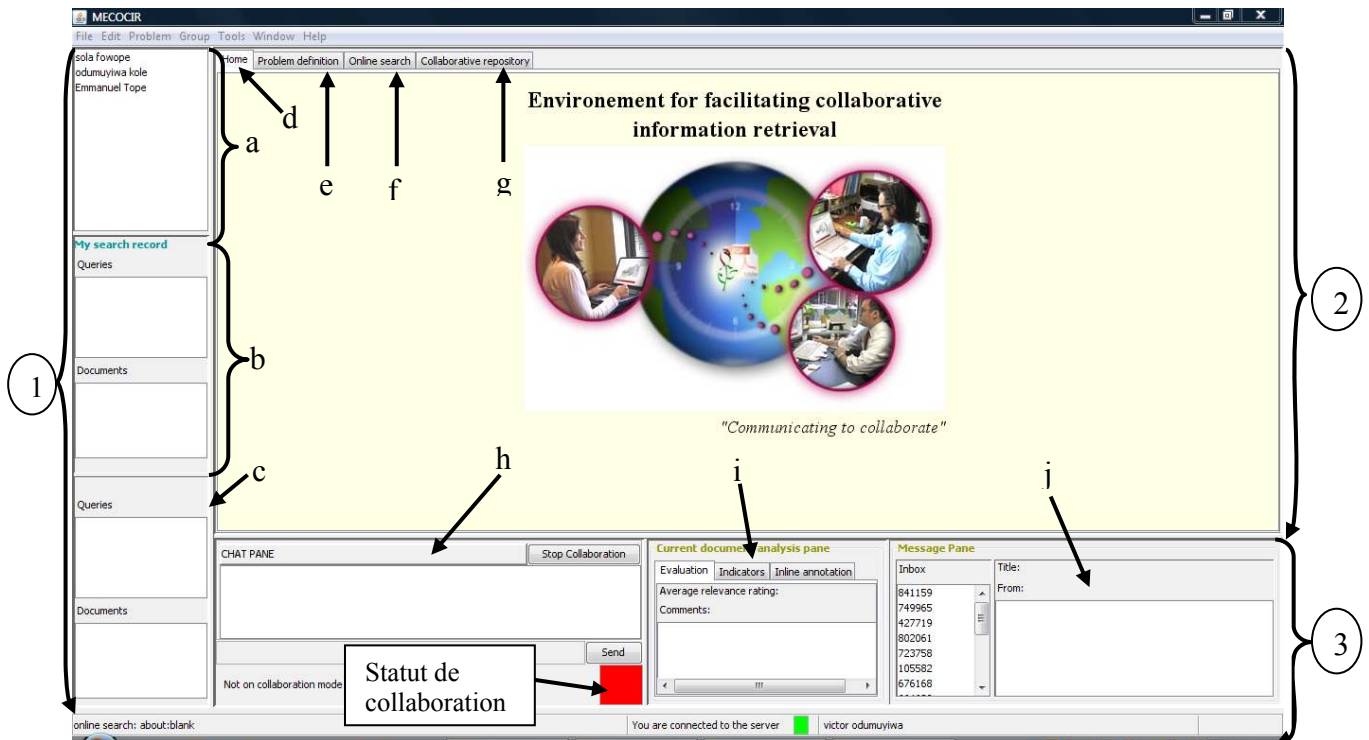 MECOCIR
File Edit Problem Group Tools Window Help
sola fowope
odumuyiwa kole
Emmanuel Tope
Home Problem definition Online search Collaborative repository
d
e
f
g
a
Environement for facilitating collaborative
information retrieval
12
"Communicating to collaborate"
My search record
Queries
Documents
b
c
Queries
Documents
1
2
3
h
i
j
CHAT PANE
Stop Collaboration
Send
Not on collaboration mode
Statut de
collaboration
Current document analysis pane
Evaluation Indicators Inline annotation
Average relevance rating:
Comments:
Message Pane
Inbox
841159
749965
427719
802061
723758
105582
676168
Title:
From:
online search: about:blank
You are connected to the server
victor odumuyiwa